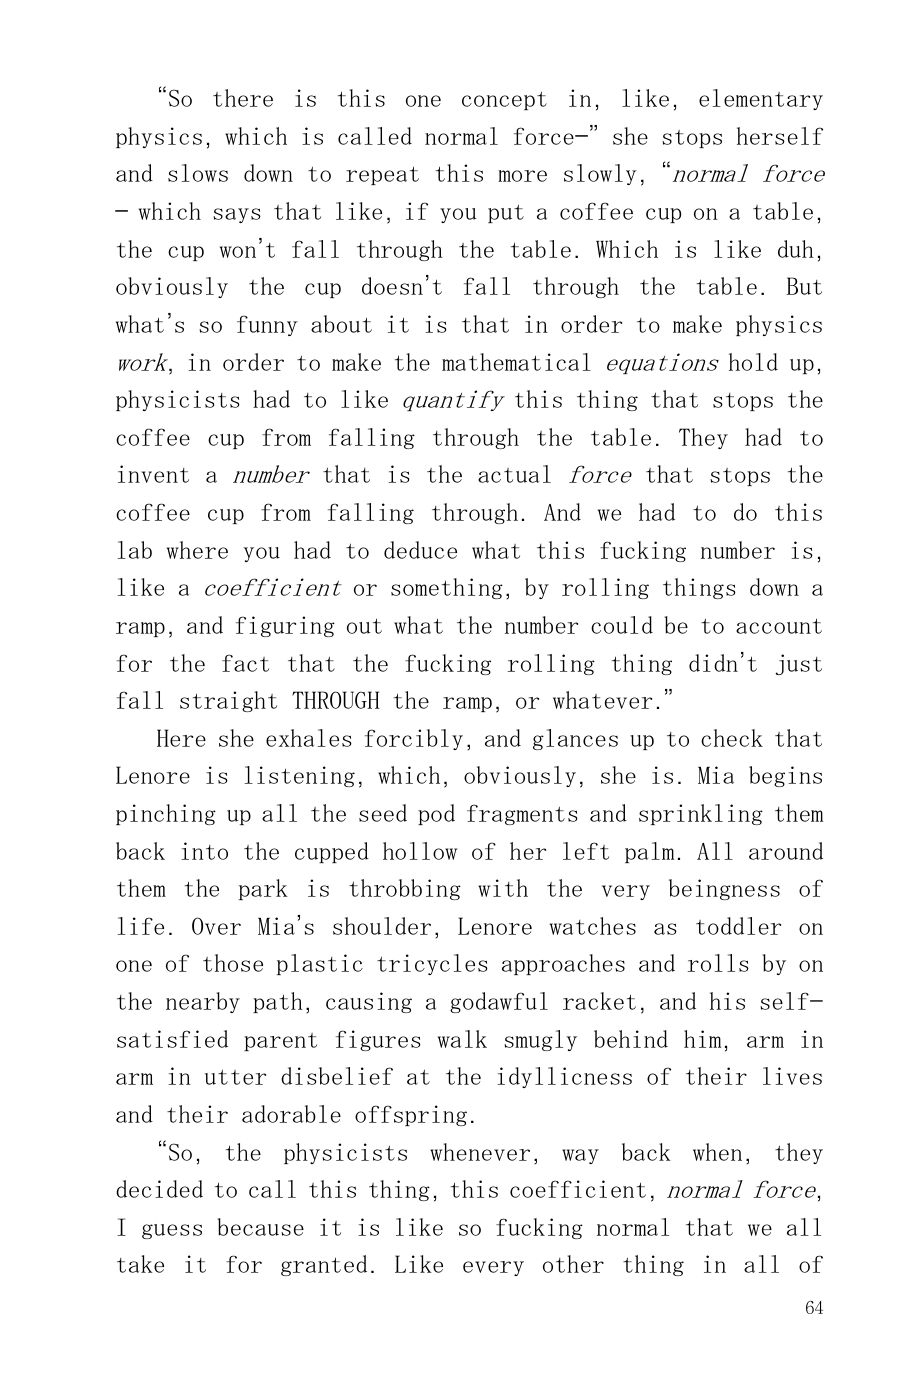 “So there is this one concept in, like, elementary
physics, which is called normal force—” she stops herself
and slows down to repeat this more slowly, “normal force
— which says that like, if you put a coffee cup on a table,
the cup won’t fall through the table. Which is like duh,
obviously the cup doesn’t fall through the table. But
what’s so funny about it is that in order to make physics
work, in order to make the mathematical equations hold up,
physicists had to like quantify this thing that stops the
coffee cup from falling through the table. They had to
invent a number that is the actual force that stops the
coffee cup from falling through. And we had to do this
lab where you had to deduce what this fucking number is,
like a coefficient or something, by rolling things down a
ramp, and figuring out what the number could be to account
for the fact that the fucking rolling thing didn’t just
fall straight THROUGH the ramp, or whatever.”
Here she exhales forcibly, and glances up to check that
Lenore is listening, which, obviously, she is. Mia begins
pinching up all the seed pod fragments and sprinkling them
back into the cupped hollow of her left palm. All around
them the park is throbbing with the very beingness of
life. Over Mia’s shoulder, Lenore watches as toddler on
one of those plastic tricycles approaches and rolls by on
the nearby path, causing a godawful racket, and his self-
satisfied parent figures walk smugly behind him, arm in
arm in utter disbelief at the idyllicness of their lives
and their adorable offspring.
“So, the physicists whenever, way back when, they
decided to call this thing, this coefficient, normal force,
I guess because it is like so fucking normal that we all
take it for granted. Like every other thing in all of
64